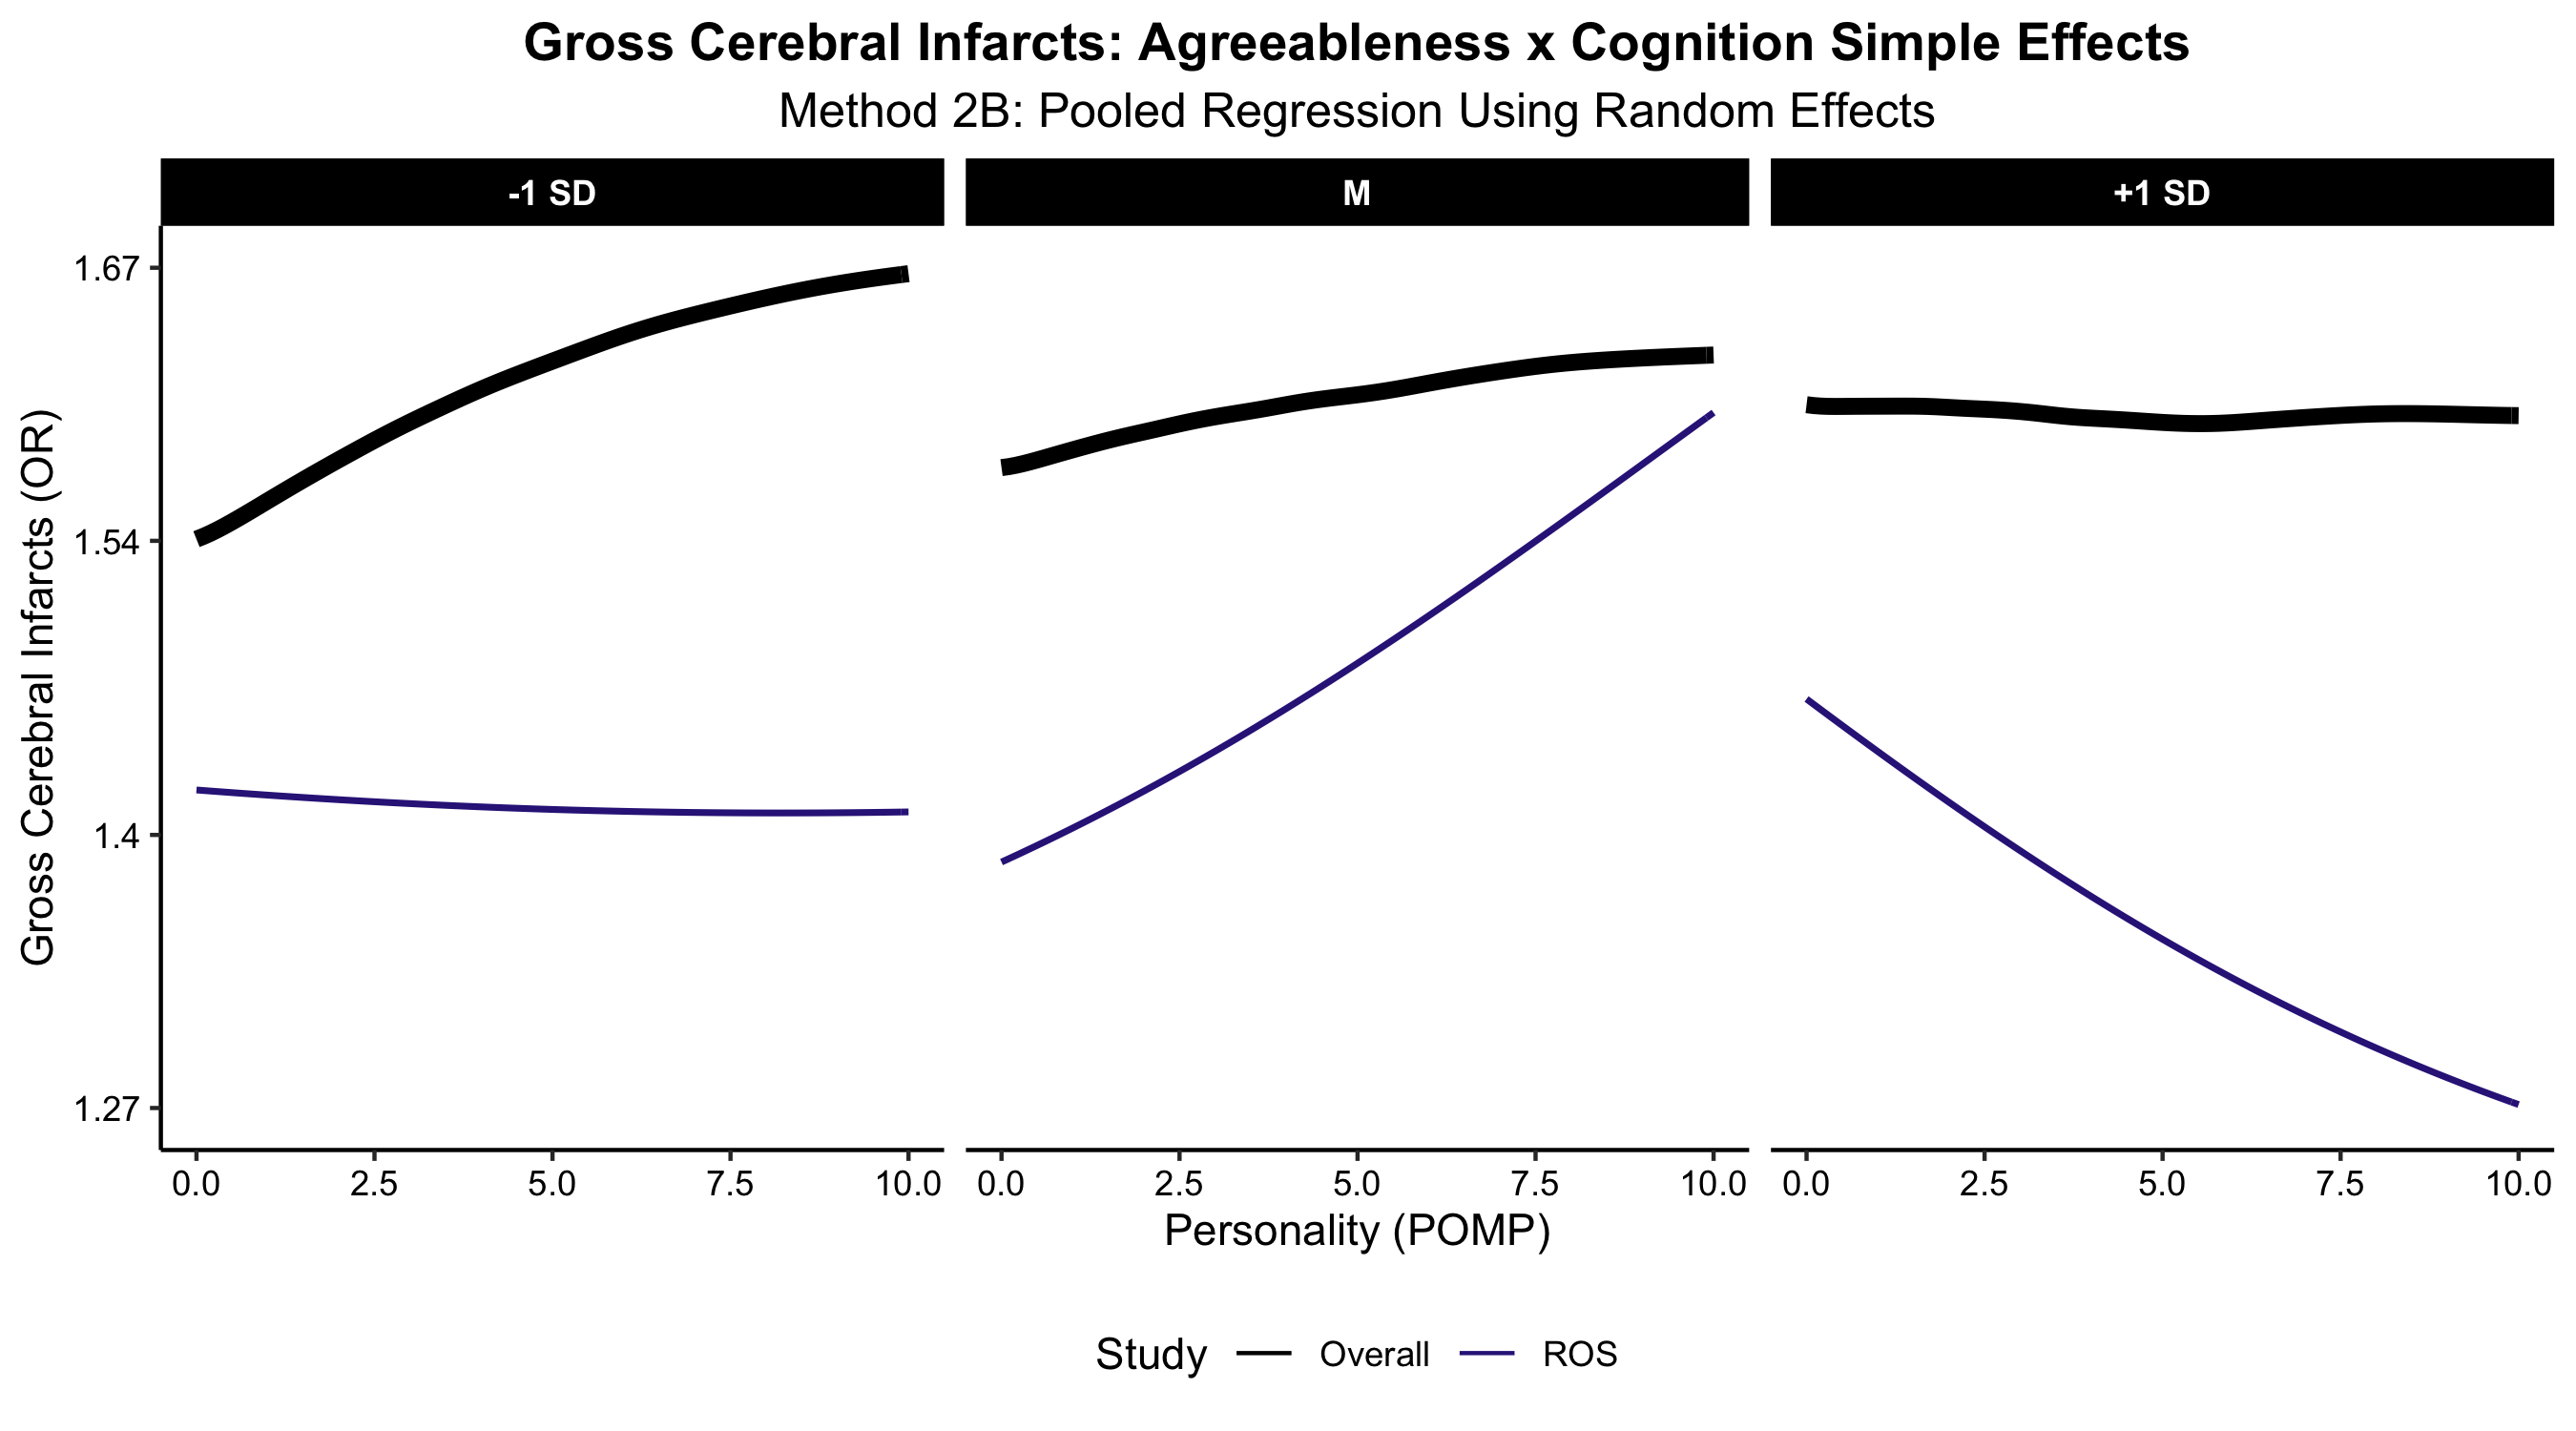 Gross Cerebral Infarcts: Agreeableness x Cognition Simple Effects
Method 2B: Pooled Regression Using Random Effects
-1 SD
M
+1 SD
Gross Cerebral Infarcts (OR)
1.67
1.54
1.4
1.27
0.0 2.5 5.0 7.5 10.0
0.0 2.5 5.0 7.5 10.0
0.0 2.5 5.0 7.5 10.0
Personality (POMP)
Study Overall ROS